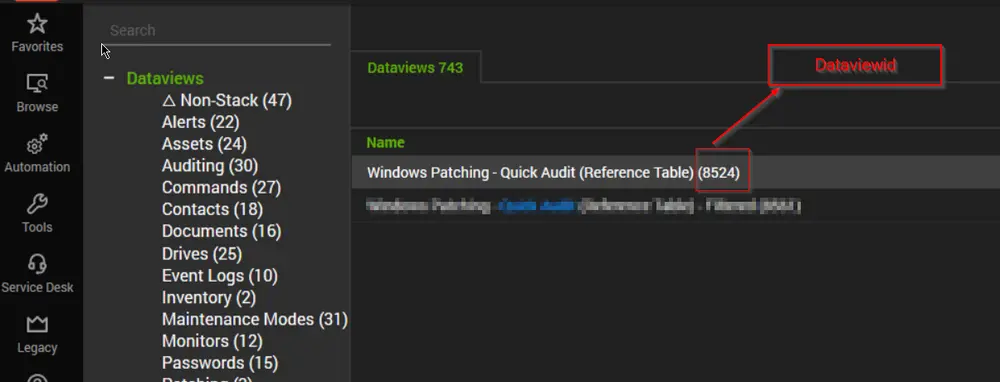 Favorites
Browse
Automation
Tools
Service Desk
Legacy
Search
Dataviews
△ Non-Stack (47)
Alerts (22)
Assets (24)
Auditing (30)
Commands (27)
Contacts (18)
Documents (16)
Drives (25)
Event Logs (10)
Inventory (2)
Maintenance Modes (31)
Monitors (12)
Passwords (15)
Dataviews 743
Dataviewid
Name
Windows Patching - Quick Audit (Reference Table) (8524)